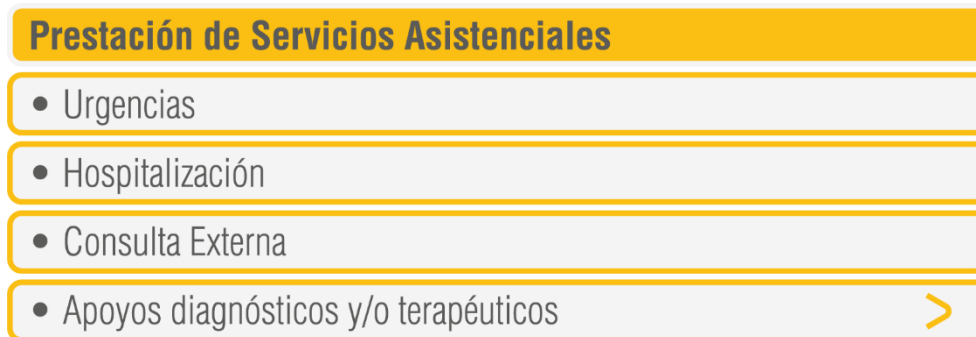 Prestación de Servicios Asistenciales
• Urgencias
• Hospitalización
• Consulta Externa
• Apoyos diagnósticos y/o terapéuticos >